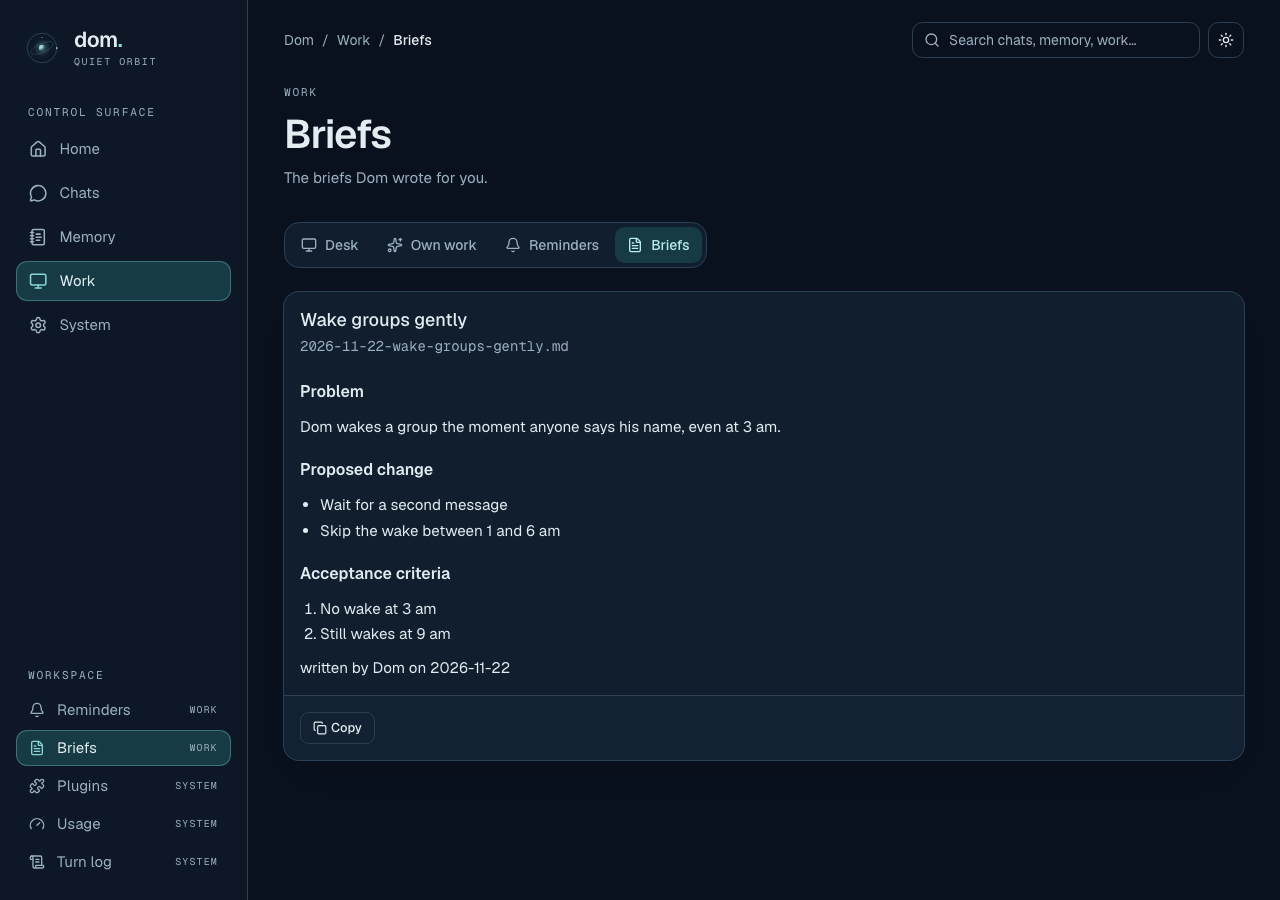 dom.
QUIET ORBIT
CONTROL SURFACE
Home
Chats
Memory
Work
System
WORKSPACE
Reminders WORK
Briefs WORK
Plugins SYSTEM
Usage SYSTEM
Turn log SYSTEM
Dom / Work / Briefs
Search chats, memory, work…
WORK
Briefs
The briefs Dom wrote for you.
Desk Own work Reminders Briefs
Wake groups gently
2026-11-22-wake-groups-gently.md
Problem
Dom wakes a group the moment anyone says his name, even at 3 am.
Proposed change
• Wait for a second message
• Skip the wake between 1 and 6 am
Acceptance criteria
1. No wake at 3 am
2. Still wakes at 9 am
written by Dom on 2026-11-22
Copy